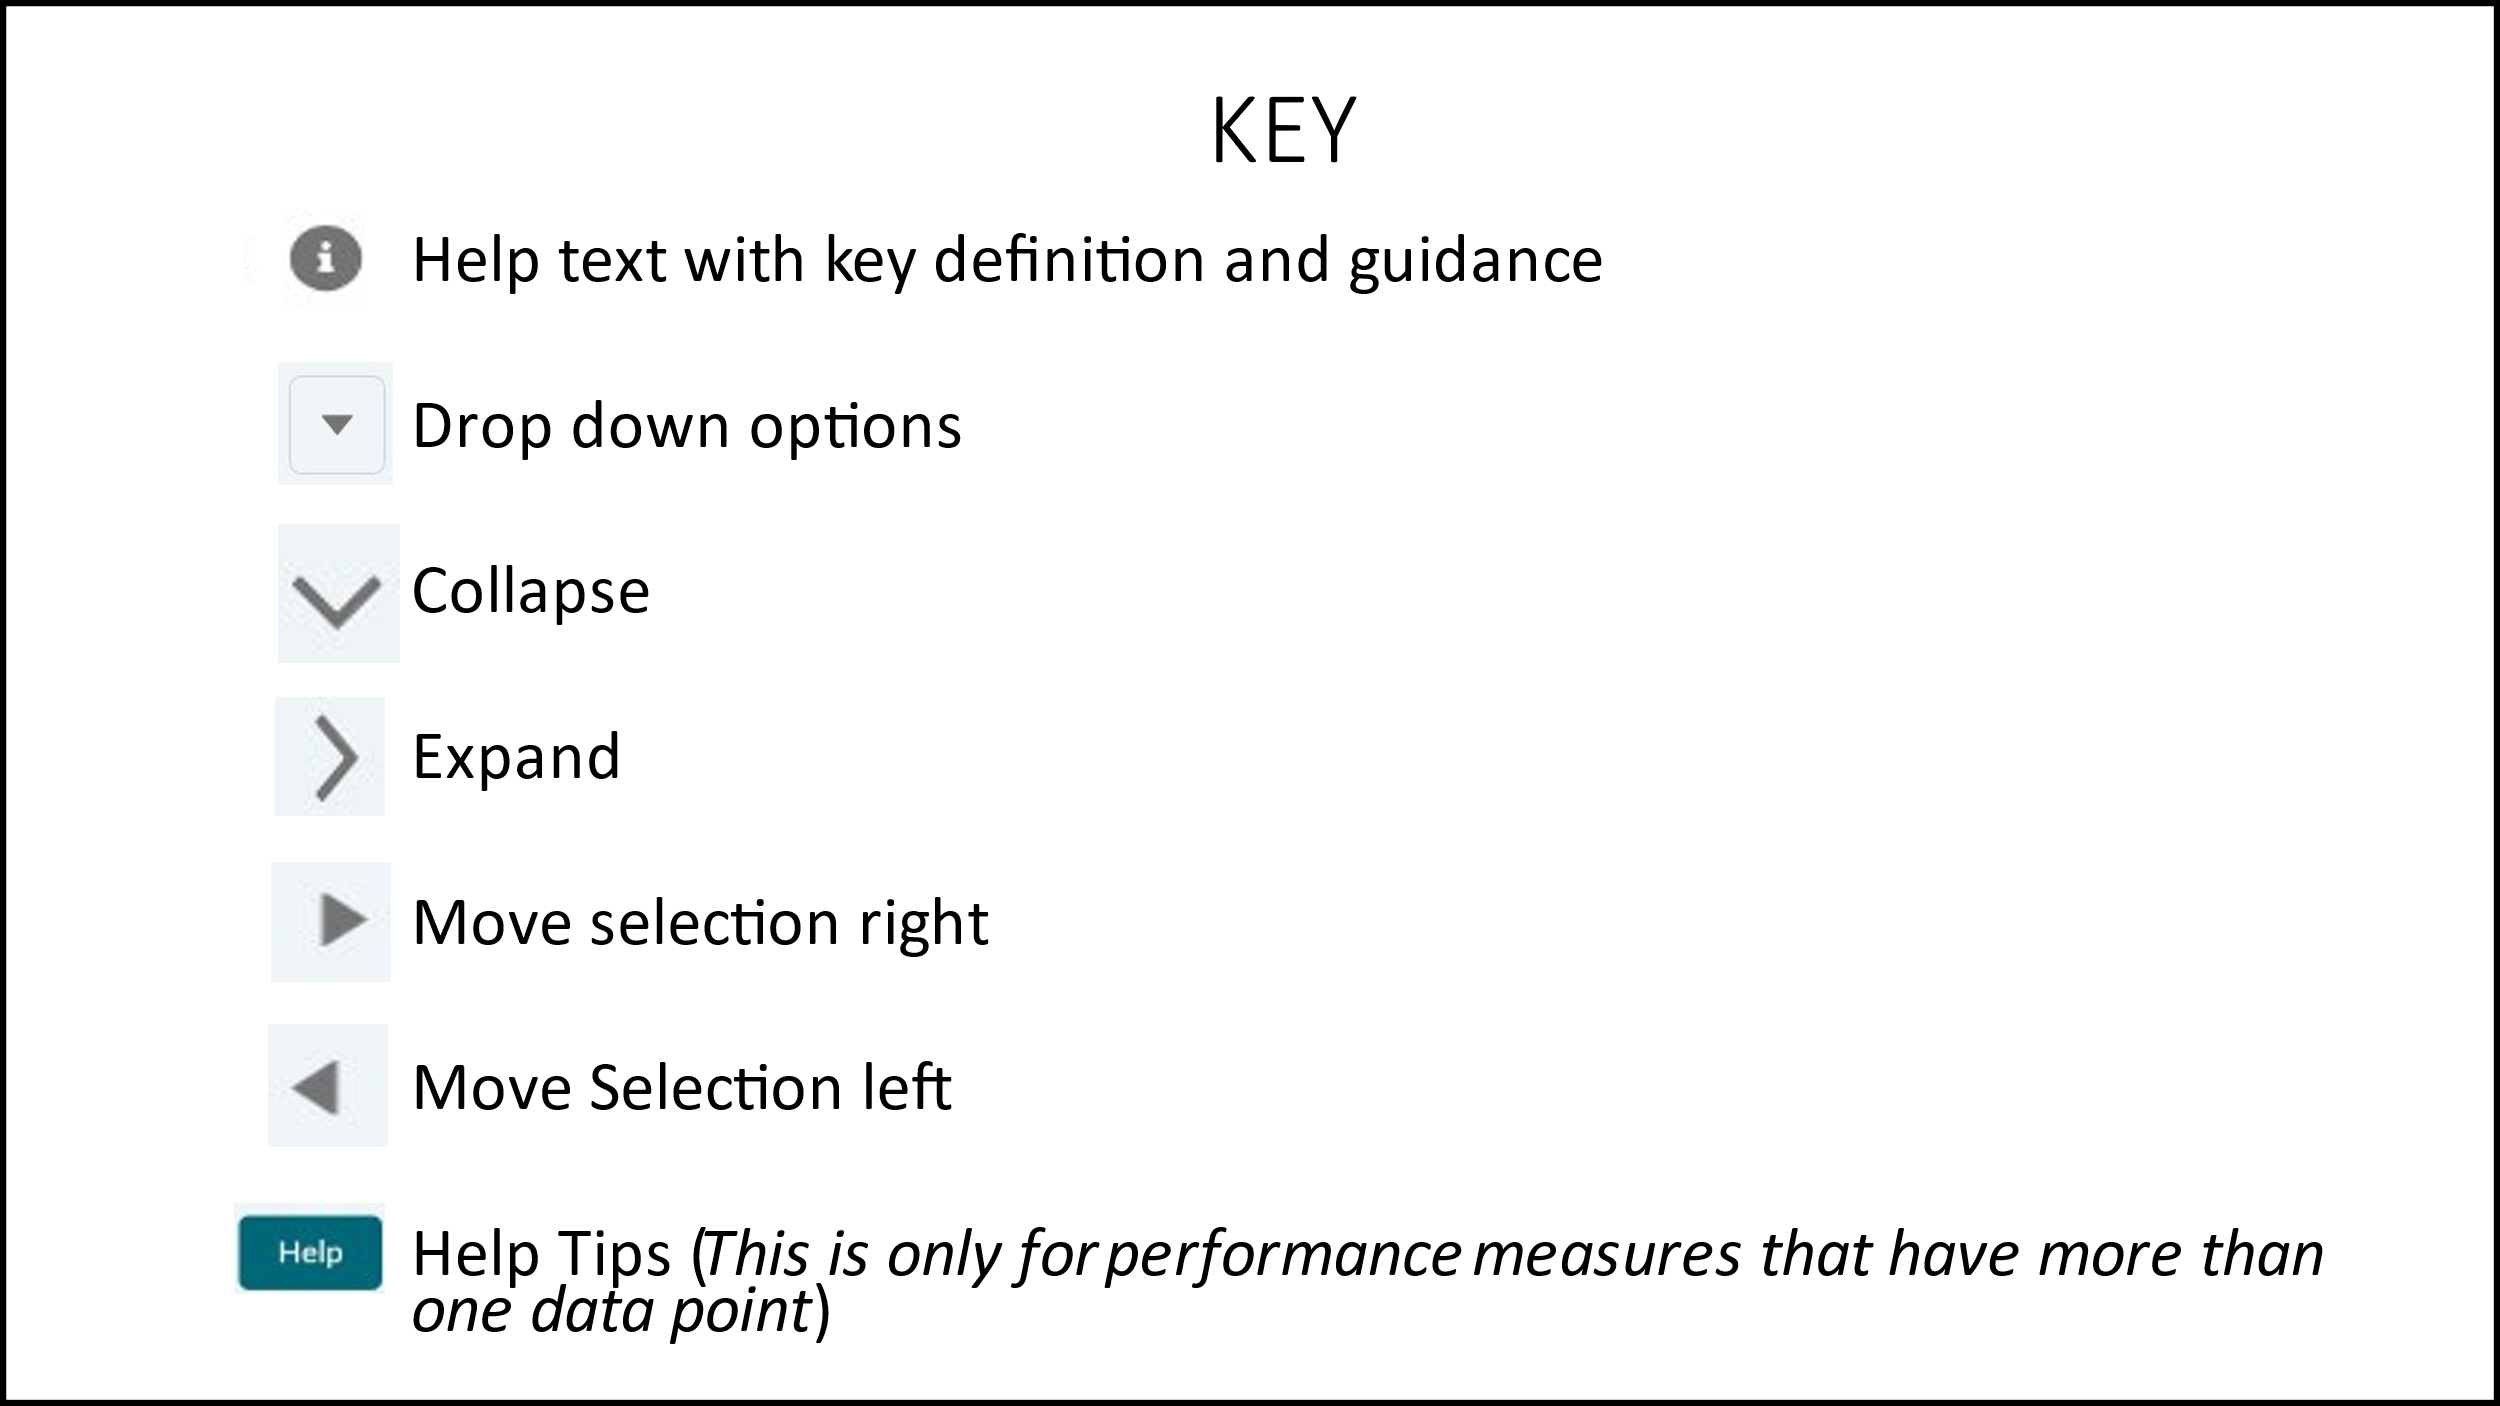 KEY
i
Help text with key definition and guidance
Drop down options
Collapse
Expand
Move selection right
Move Selection left
Help
Help Tips (This is only for performance measures that have more than
one data point)